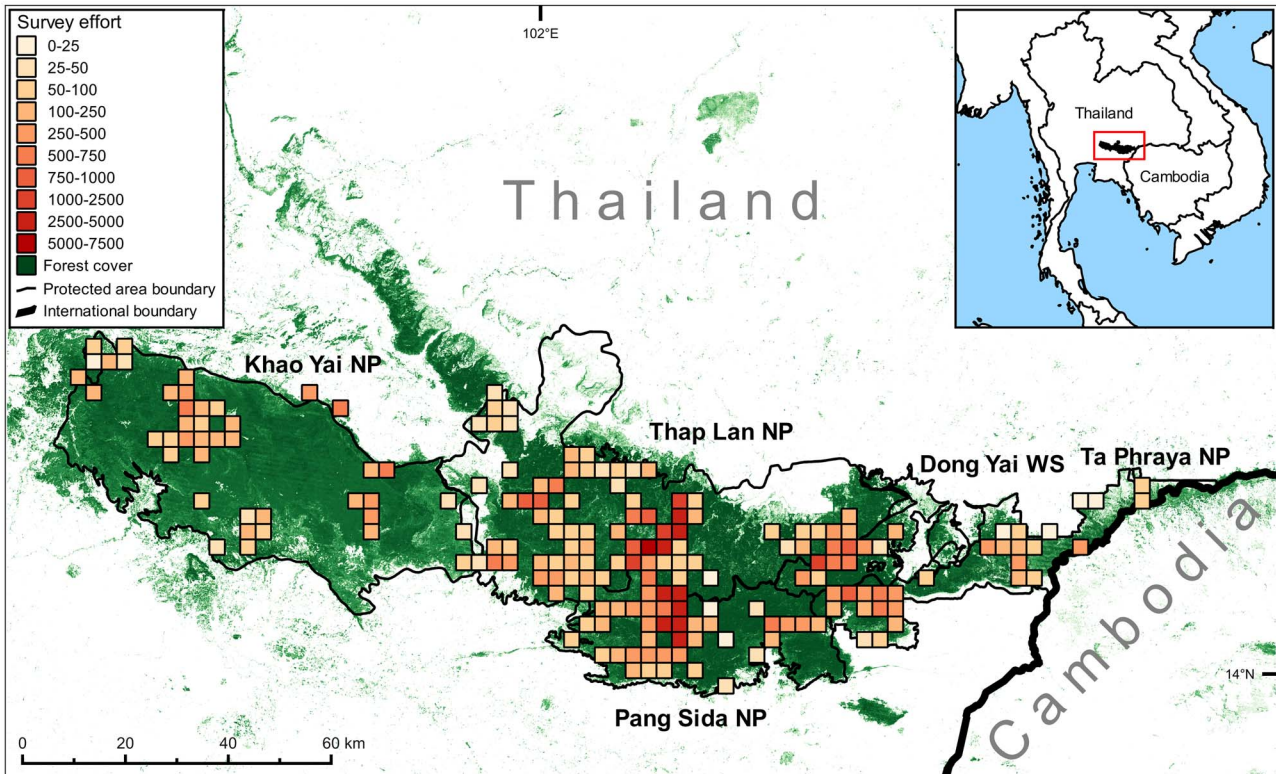 Survey effort
0-25
25-50
50-100
100-250
250-500
500-750
750-1000
1000-2500
2500-5000
5000-7500
Forest cover
Protected area boundary
International boundary
102°E
Thailand
Cambodia
Thailand
Khao Yai NP
Thap Lan NP
Dong Yai WS
Ta Phraya NP
Pang Sida NP
Cambodia
14°N
0 20 40 60 km